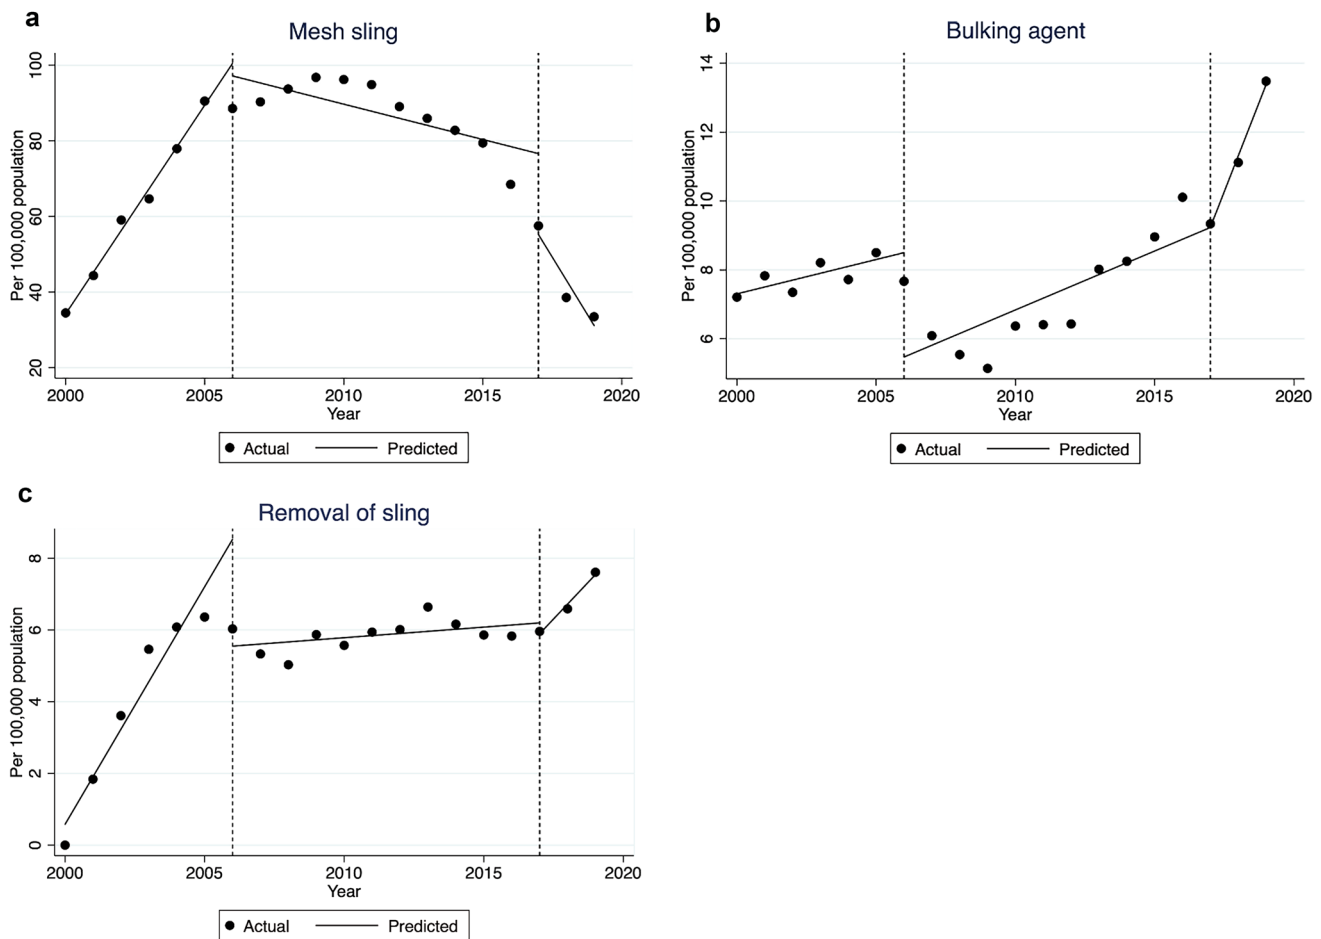 a
Mesh sling
Per 100,000 population
100
80
60
40
20
2000 2005 2010 2015 2020
Year
Actual Predicted
b
Bulking agent
Per 100,000 population
14
12
10
8
6
2000 2005 2010 2015 2020
Year
Actual Predicted
c
Removal of sling
Per 100,000 population
8
6
4
2
0
2000 2005 2010 2015 2020
Year
Actual Predicted